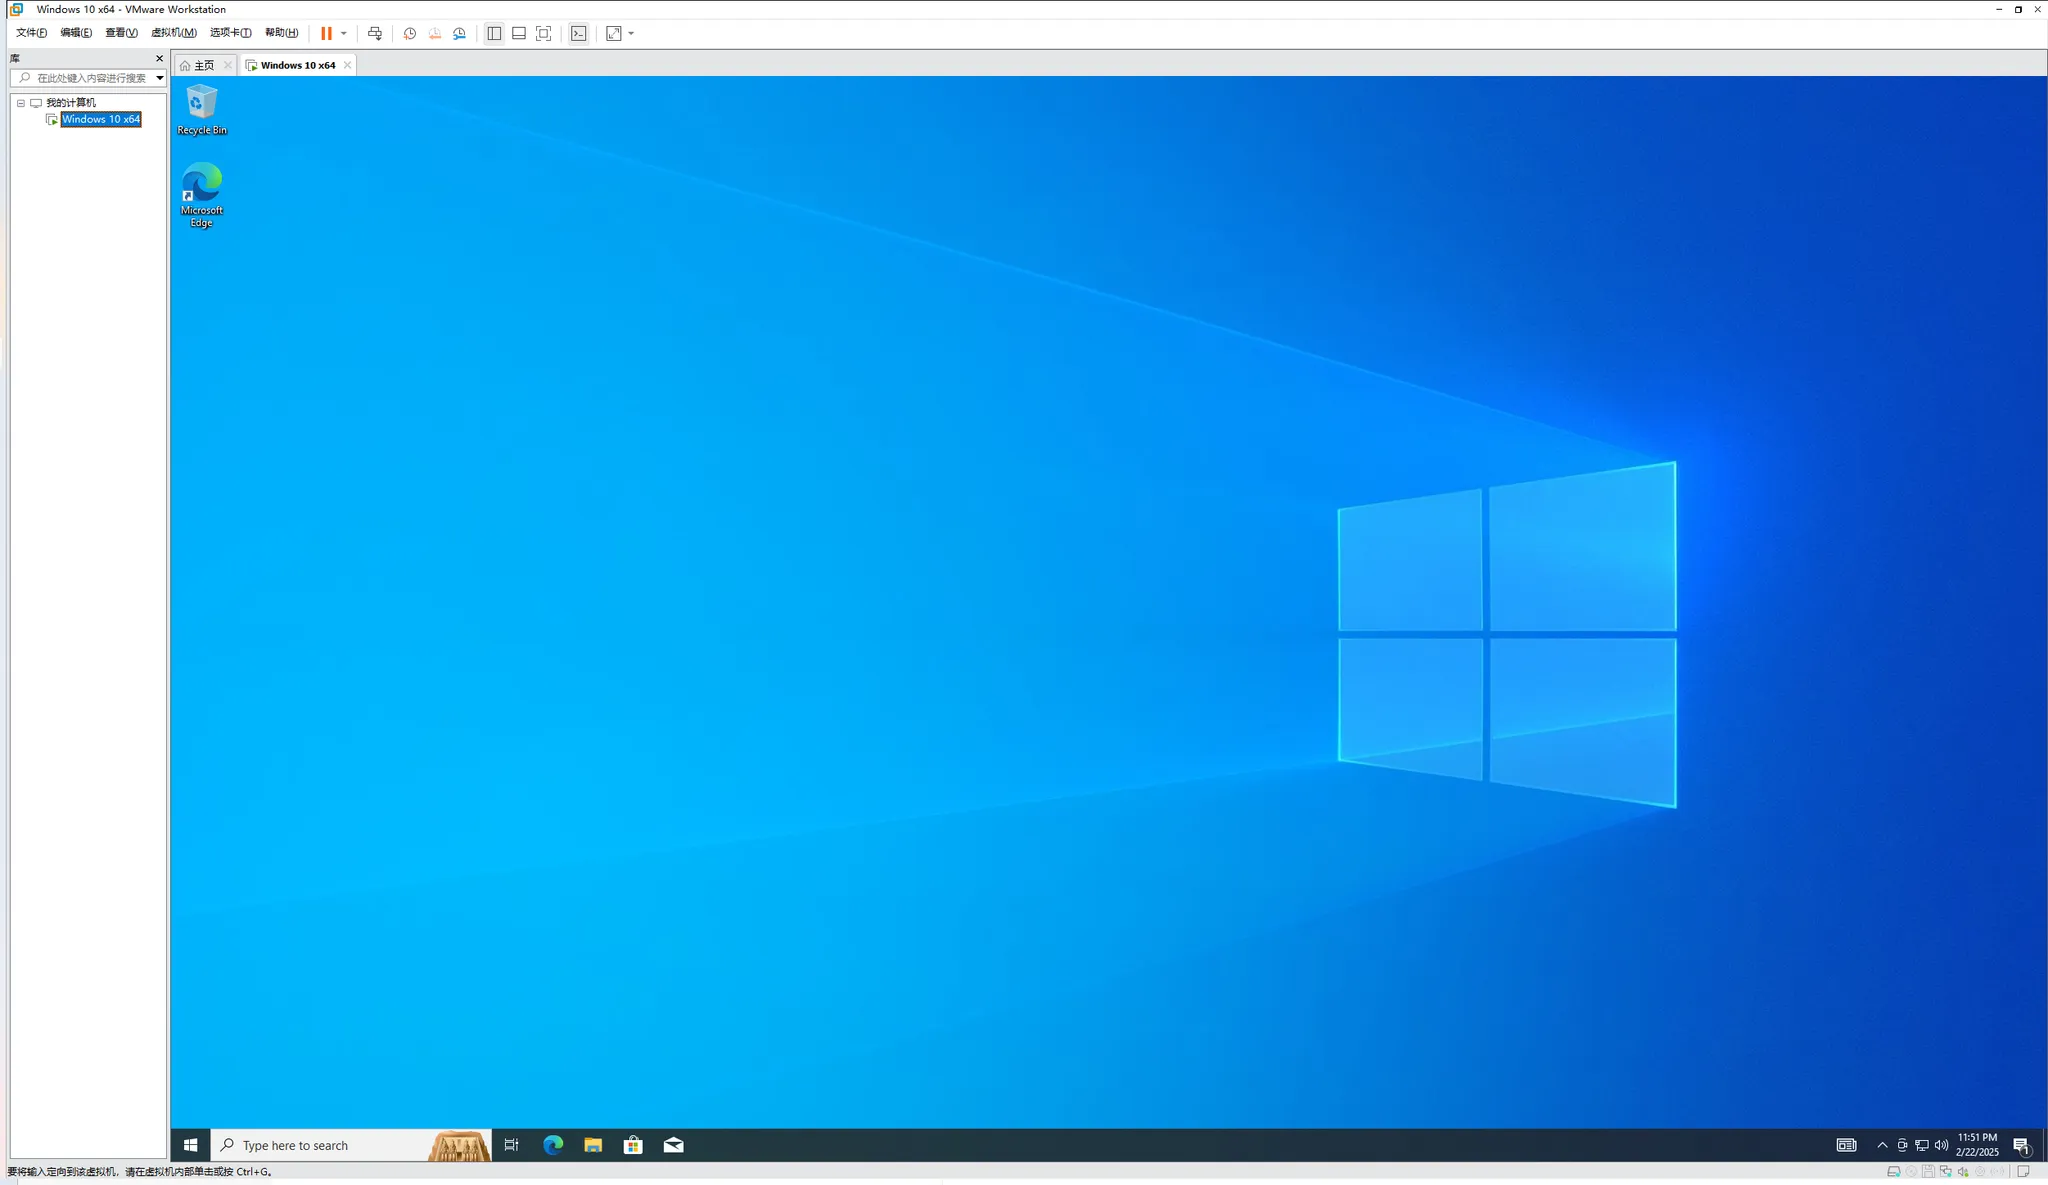 Windows 10 x64 - VMware Workstation
文件(F) 编辑(E) 查看(V) 虚拟机(M) 选项卡(T) 帮助(H)
库
主页
Windows 10 x64
在此处键入内容进行搜索
我的计算机
Windows 10 x64
Recycle Bin
Microsoft
Edge
Type here to search
11:51 PM
2/22/2025
1
要将输入定向到该虚拟机，请在虚拟机内部单击或按 Ctrl+G。